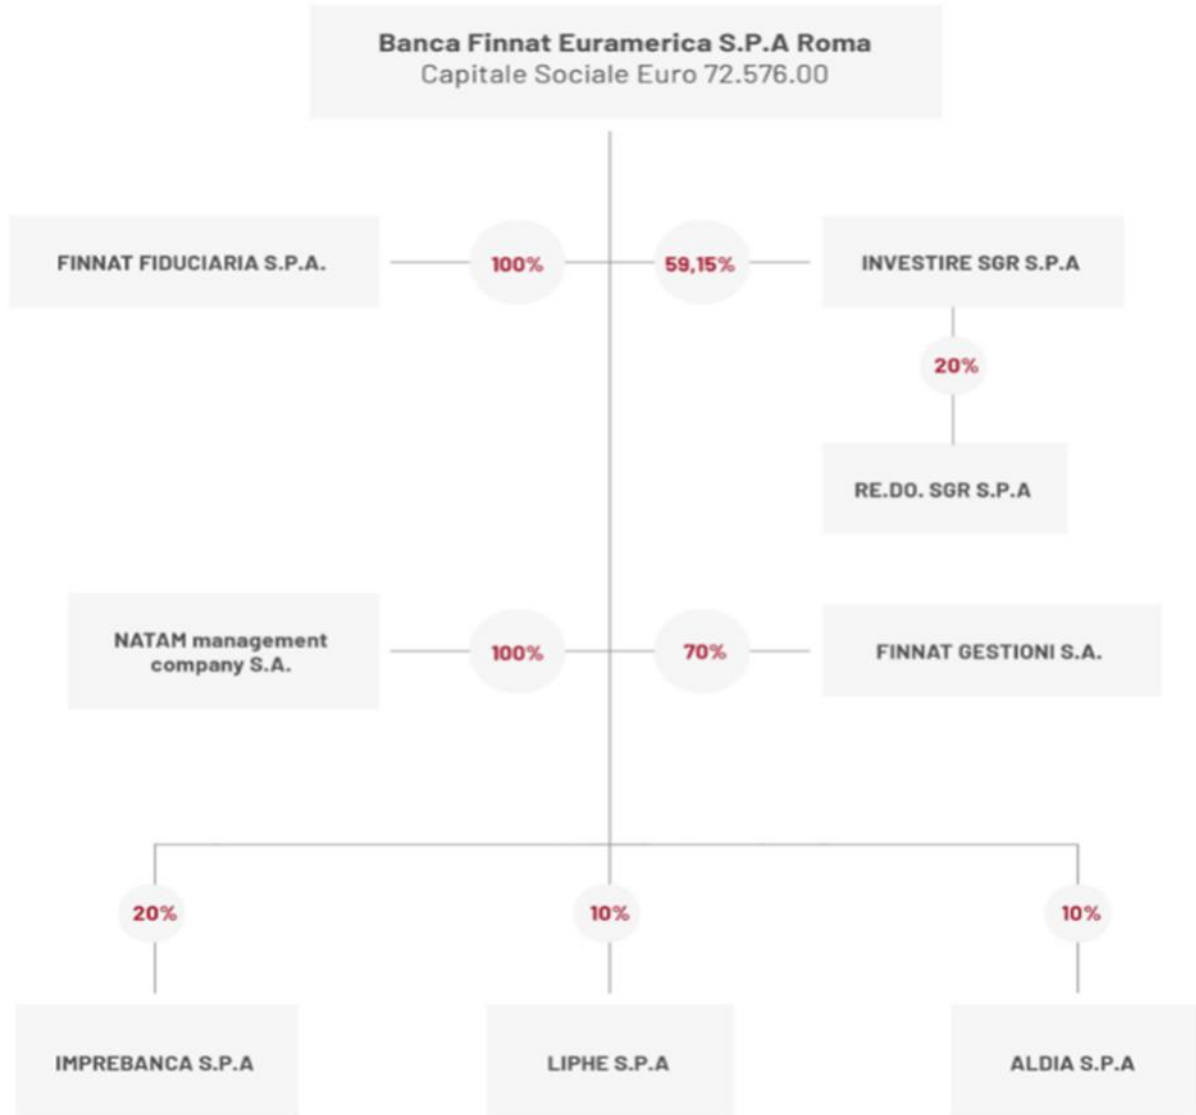 Banca Finnat Euramerica S.P.A Roma
Capitale Sociale Euro 72.576.00
FINNAT FIDUCIARIA S.P.A.
100%
59,15%
INVESTIRE SGR S.P.A
20%
RE.DO. SGR S.P.A
NATAM management
company S.A.
100%
70%
FINNAT GESTIONI S.A.
20%
10%
10%
IMPREBANCA S.P.A
LIPHE S.P.A
ALDIA S.P.A